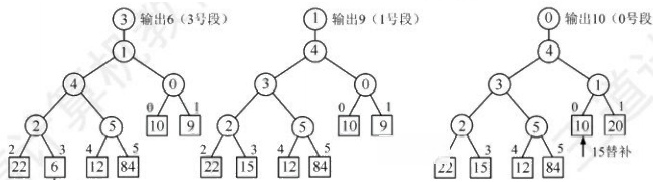 3 输出6（3号段）
1
4 0
2 5 0 1
10 9
2 3 4 5
22 6 12 84
1 输出9（1号段）
4
3 0
2 5 0 1
10 9
2 3 4 5
22 15 12 84
0 输出10（0号段
4
3 1
2 5 0 1
10 20
2 3 4 5
22 15 12 84
15替补